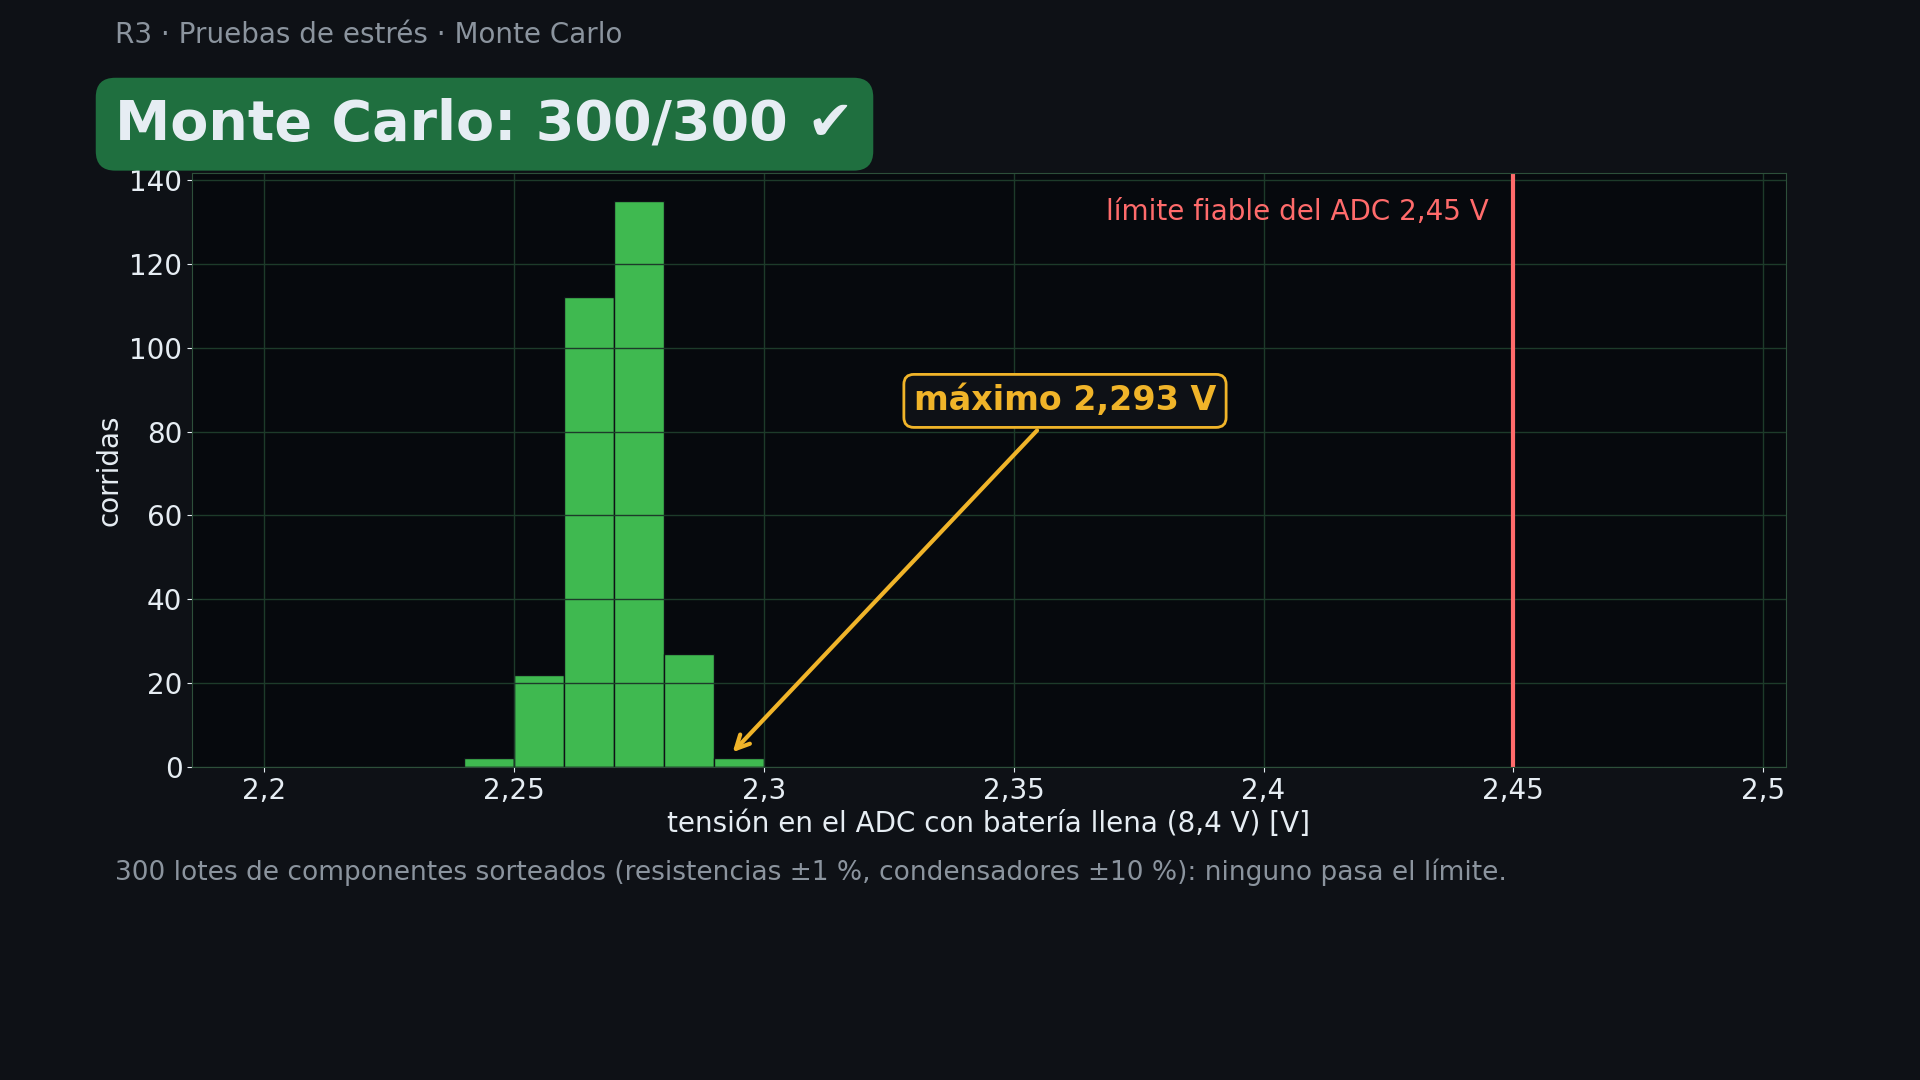 R3 · Pruebas de estrés · Monte Carlo
Monte Carlo: 300/300 ✔
140
120
100
80
60
40
20
0
corridas
límite fiable del ADC 2,45 V
máximo 2,293 V
2,2 2,25 2,3 2,35 2,4 2,45 2,5
tensión en el ADC con batería llena (8,4 V) [V]
300 lotes de componentes sorteados (resistencias ±1 %, condensadores ±10 %): ninguno pasa el límite.